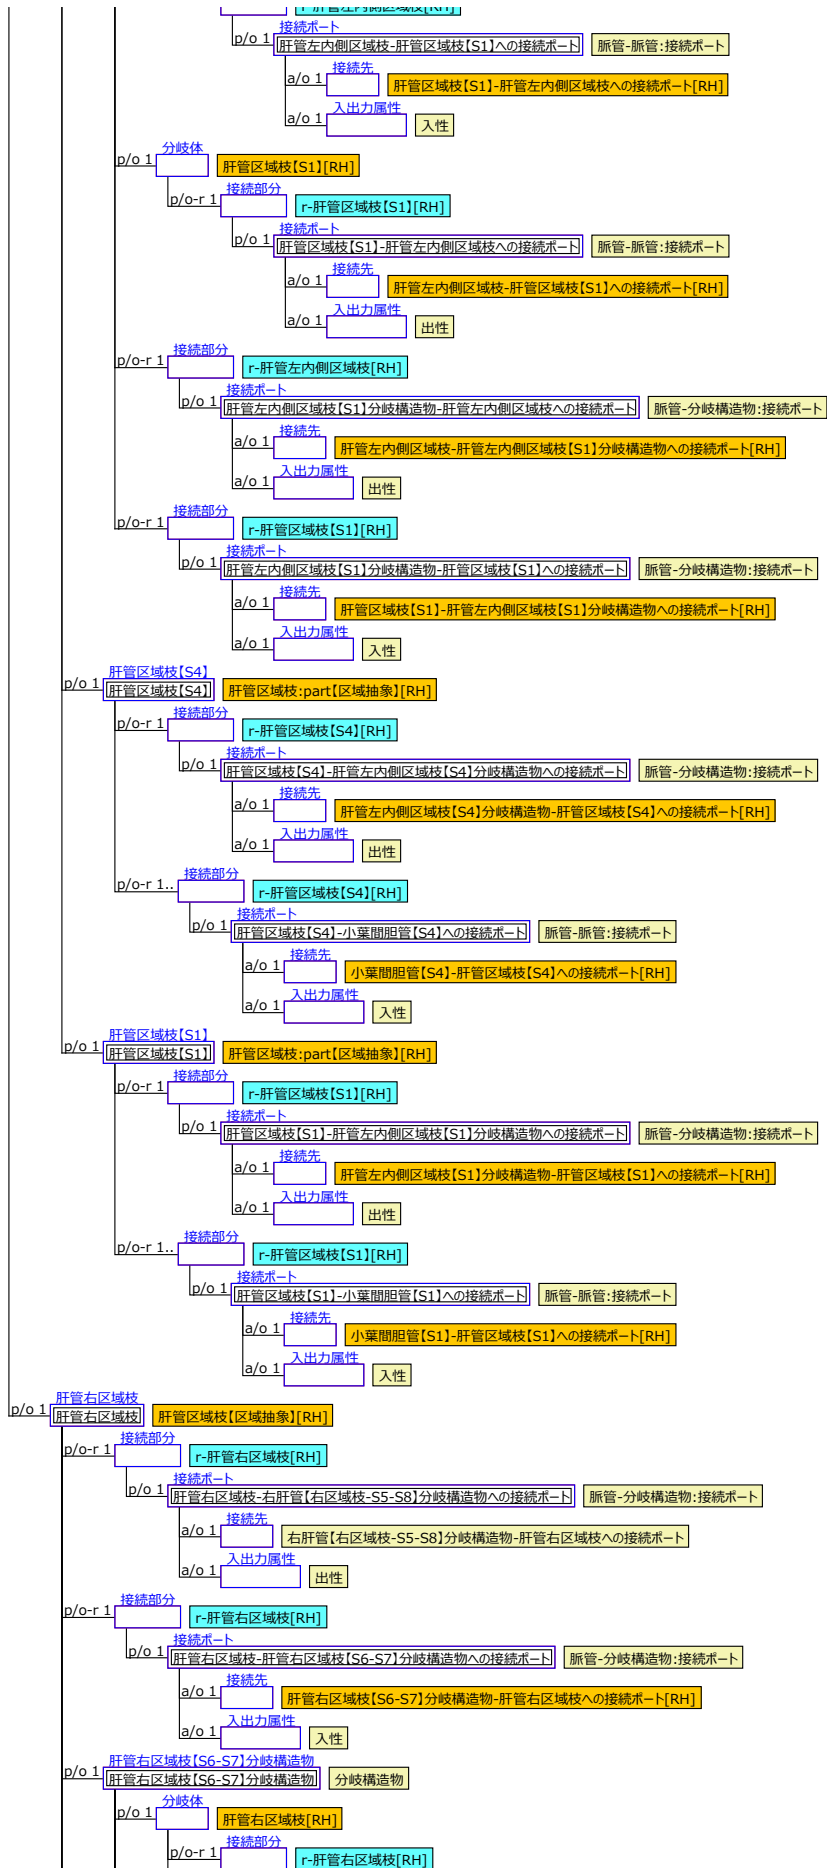 r-肝管左内側区域枝[RH]
接続ポート
p/o 1 肝管左内側区域枝-肝管区域枝【S1】への接続ポート 脈管-脈管:接続ポート
接続先
a/o 1 肝管区域枝【S1】-肝管左内側区域枝への接続ポート[RH]
入出力属性
a/o 1 入性
分岐体
p/o 1 肝管区域枝【S1】[RH]
接続部分
p/o-r 1 r-肝管区域枝【S1】[RH]
接続ポート
p/o 1 肝管区域枝【S1】-肝管左内側区域枝への接続ポート 脈管-脈管:接続ポート
接続先
a/o 1 肝管左内側区域枝-肝管区域枝【S1】への接続ポート[RH]
入出力属性
a/o 1 出性
接続部分
p/o-r 1 r-肝管左内側区域枝[RH]
接続ポート
p/o 1 肝管左内側区域枝【S1】分岐構造物-肝管左内側区域枝への接続ポート 脈管-分岐構造物:接続ポート
接続先
a/o 1 肝管左内側区域枝-肝管左内側区域枝【S1】分岐構造物への接続ポート[RH]
入出力属性
a/o 1 出性
接続部分
p/o-r 1 r-肝管区域枝【S1】[RH]
接続ポート
p/o 1 肝管左内側区域枝【S1】分岐構造物-肝管区域枝【S1】への接続ポート 脈管-分岐構造物:接続ポート
接続先
a/o 1 肝管区域枝【S1】-肝管左内側区域枝【S1】分岐構造物への接続ポート[RH]
入出力属性
a/o 1 入性
肝管区域枝【S4】
p/o 1 肝管区域枝【S4】 肝管区域枝:part【区域抽象】[RH]
接続部分
p/o-r 1 r-肝管区域枝【S4】[RH]
接続ポート
p/o 1 肝管区域枝【S4】-肝管左内側区域枝【S4】分岐構造物への接続ポート 脈管-分岐構造物:接続ポート
接続先
a/o 1 肝管左内側区域枝【S4】分岐構造物-肝管区域枝【S4】への接続ポート[RH]
入出力属性
a/o 1 出性
接続部分
p/o-r 1.. r-肝管区域枝【S4】[RH]
接続ポート
p/o 1 肝管区域枝【S4】-小葉間胆管【S4】への接続ポート 脈管-脈管:接続ポート
接続先
a/o 1 小葉間胆管【S4】-肝管区域枝【S4】への接続ポート[RH]
入出力属性
a/o 1 入性
肝管区域枝【S1】
p/o 1 肝管区域枝【S1】 肝管区域枝:part【区域抽象】[RH]
接続部分
p/o-r 1 r-肝管区域枝【S1】[RH]
接続ポート
p/o 1 肝管区域枝【S1】-肝管左内側区域枝【S1】分岐構造物への接続ポート 脈管-分岐構造物:接続ポート
接続先
a/o 1 肝管左内側区域枝【S1】分岐構造物-肝管区域枝【S1】への接続ポート[RH]
入出力属性
a/o 1 出性
接続部分
p/o-r 1.. r-肝管区域枝【S1】[RH]
接続ポート
p/o 1 肝管区域枝【S1】-小葉間胆管【S1】への接続ポート 脈管-脈管:接続ポート
接続先
a/o 1 小葉間胆管【S1】-肝管区域枝【S1】への接続ポート[RH]
入出力属性
a/o 1 入性
肝管右区域枝
p/o 1 肝管右区域枝 肝管区域枝【区域抽象】[RH]
接続部分
p/o-r 1 r-肝管右区域枝[RH]
接続ポート
p/o 1 肝管右区域枝-右肝管【右区域枝-S5-S8】分岐構造物への接続ポート 脈管-分岐構造物:接続ポート
接続先
a/o 1 右肝管【右区域枝-S5-S8】分岐構造物-肝管右区域枝への接続ポート
入出力属性
a/o 1 出性
接続部分
p/o-r 1 r-肝管右区域枝[RH]
接続ポート
p/o 1 肝管右区域枝-肝管右区域枝【S6-S7】分岐構造物への接続ポート 脈管-分岐構造物:接続ポート
接続先
a/o 1 肝管右区域枝【S6-S7】分岐構造物-肝管右区域枝への接続ポート[RH]
入出力属性
a/o 1 入性
肝管右区域枝【S6-S7】分岐構造物
p/o 1 肝管右区域枝【S6-S7】分岐構造物 分岐構造物
分岐体
p/o 1 肝管右区域枝[RH]
接続部分
p/o-r 1 r-肝管右区域枝[RH]